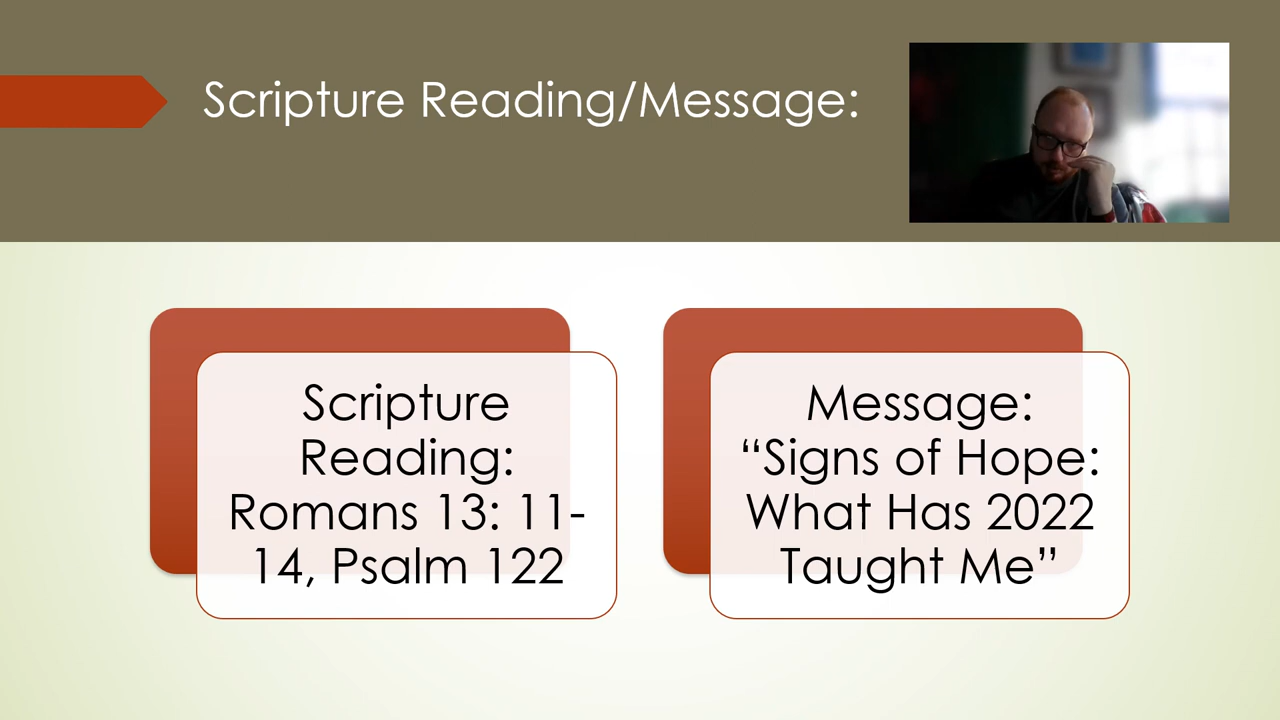 Scripture Reading/Message:
Scripture
Reading:
Romans 13: 11-
14, Psalm 122
Message:
“Signs of Hope:
What Has 2022
Taught Me”